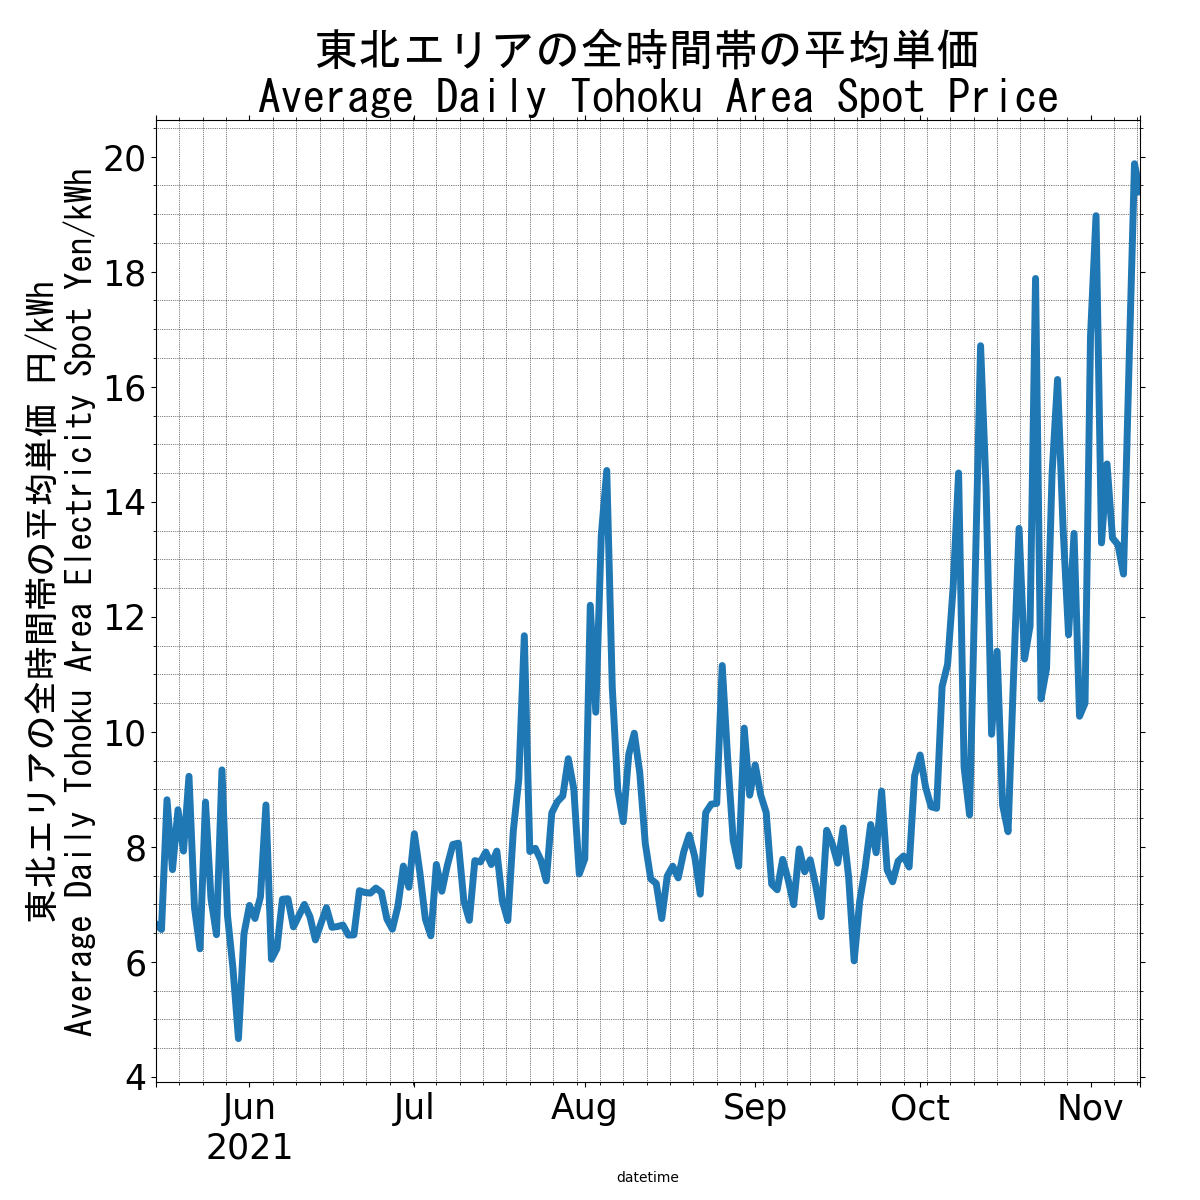 東北エリアの全時間帯の平均単価
Average Daily Tohoku Area Spot Price
東北エリアの全時間帯の平均単価 円/kWh
Average Daily Tohoku Area Electricity Spot Yen/kWh
20
18
16
14
12
10
8
6
4
Jun Jul Aug Sep Oct Nov
2021
datetime